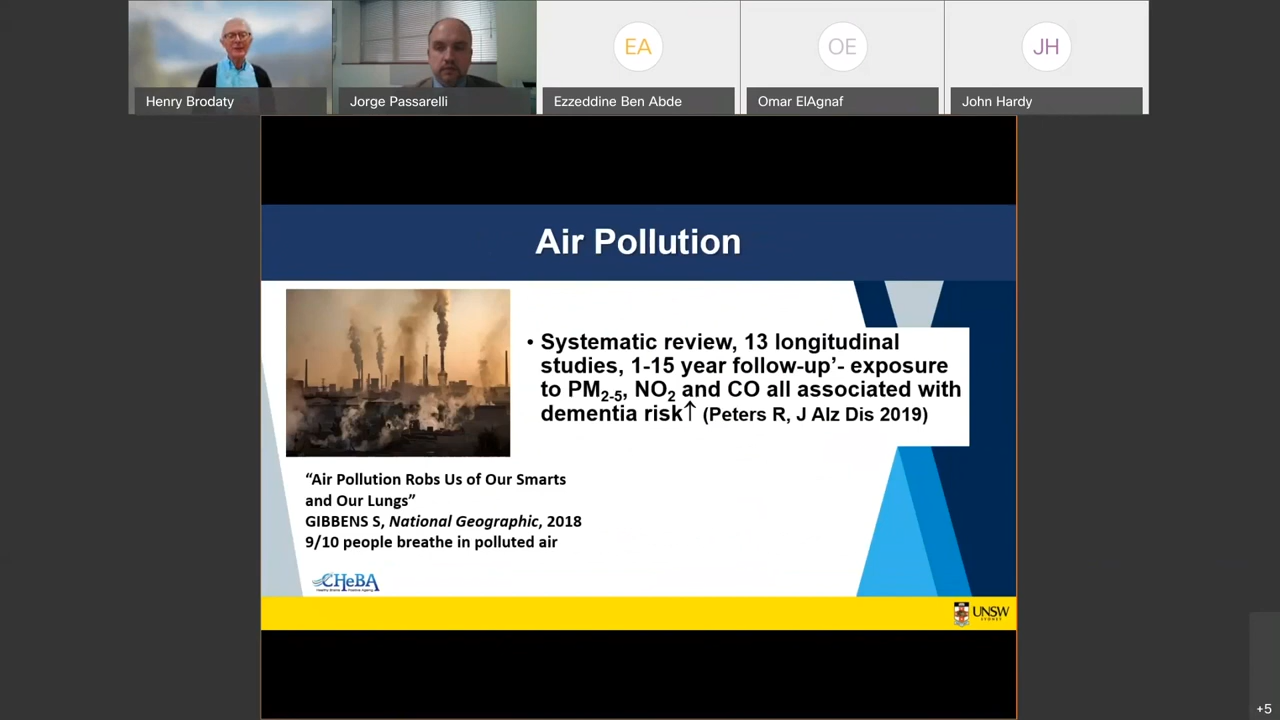 EA
OE
JH
Henry Brodaty
Jorge Passarelli
Ezzeddine Ben Abde
Omar ElAgnaf
John Hardy
Air Pollution
• Systematic review, 13 longitudinal
studies, 1-15 year follow-up’- exposure
to PM2-5, NO2 and CO all associated with
dementia risk↑ (Peters R, J Alz Dis 2019)
“Air Pollution Robs Us of Our Smarts
and Our Lungs”
GIBBENS S, National Geographic, 2018
9/10 people breathe in polluted air
CHeBA
UNSW
SYDNEY
+5